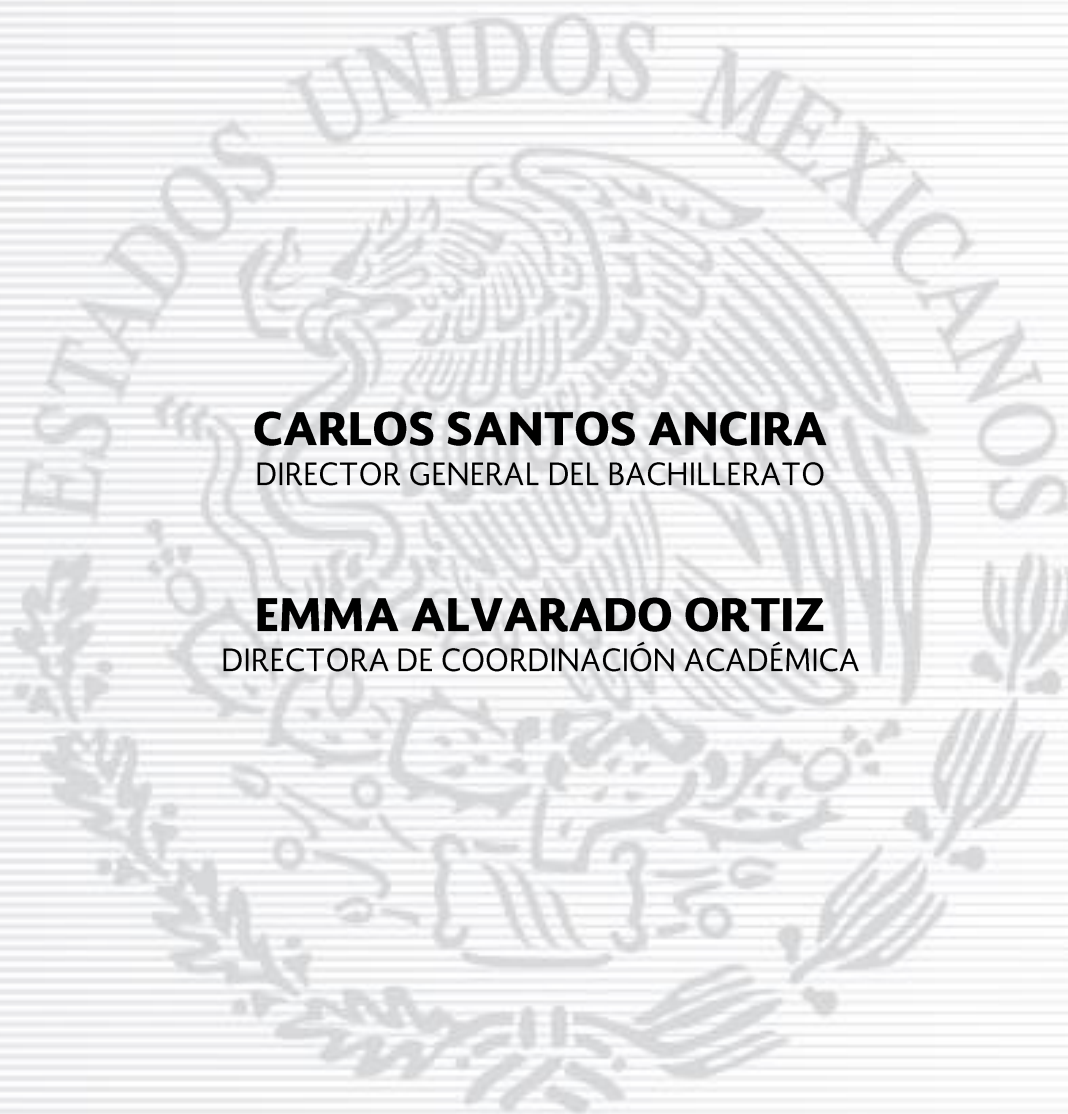 ESTADOS UNIDOS MEXICANOS
CARLOS SANTOS ANCIRA
DIRECTOR GENERAL DEL BACHILLERATO
EMMA ALVARADO ORTIZ
DIRECTORA DE COORDINACIÓN ACADÉMICA